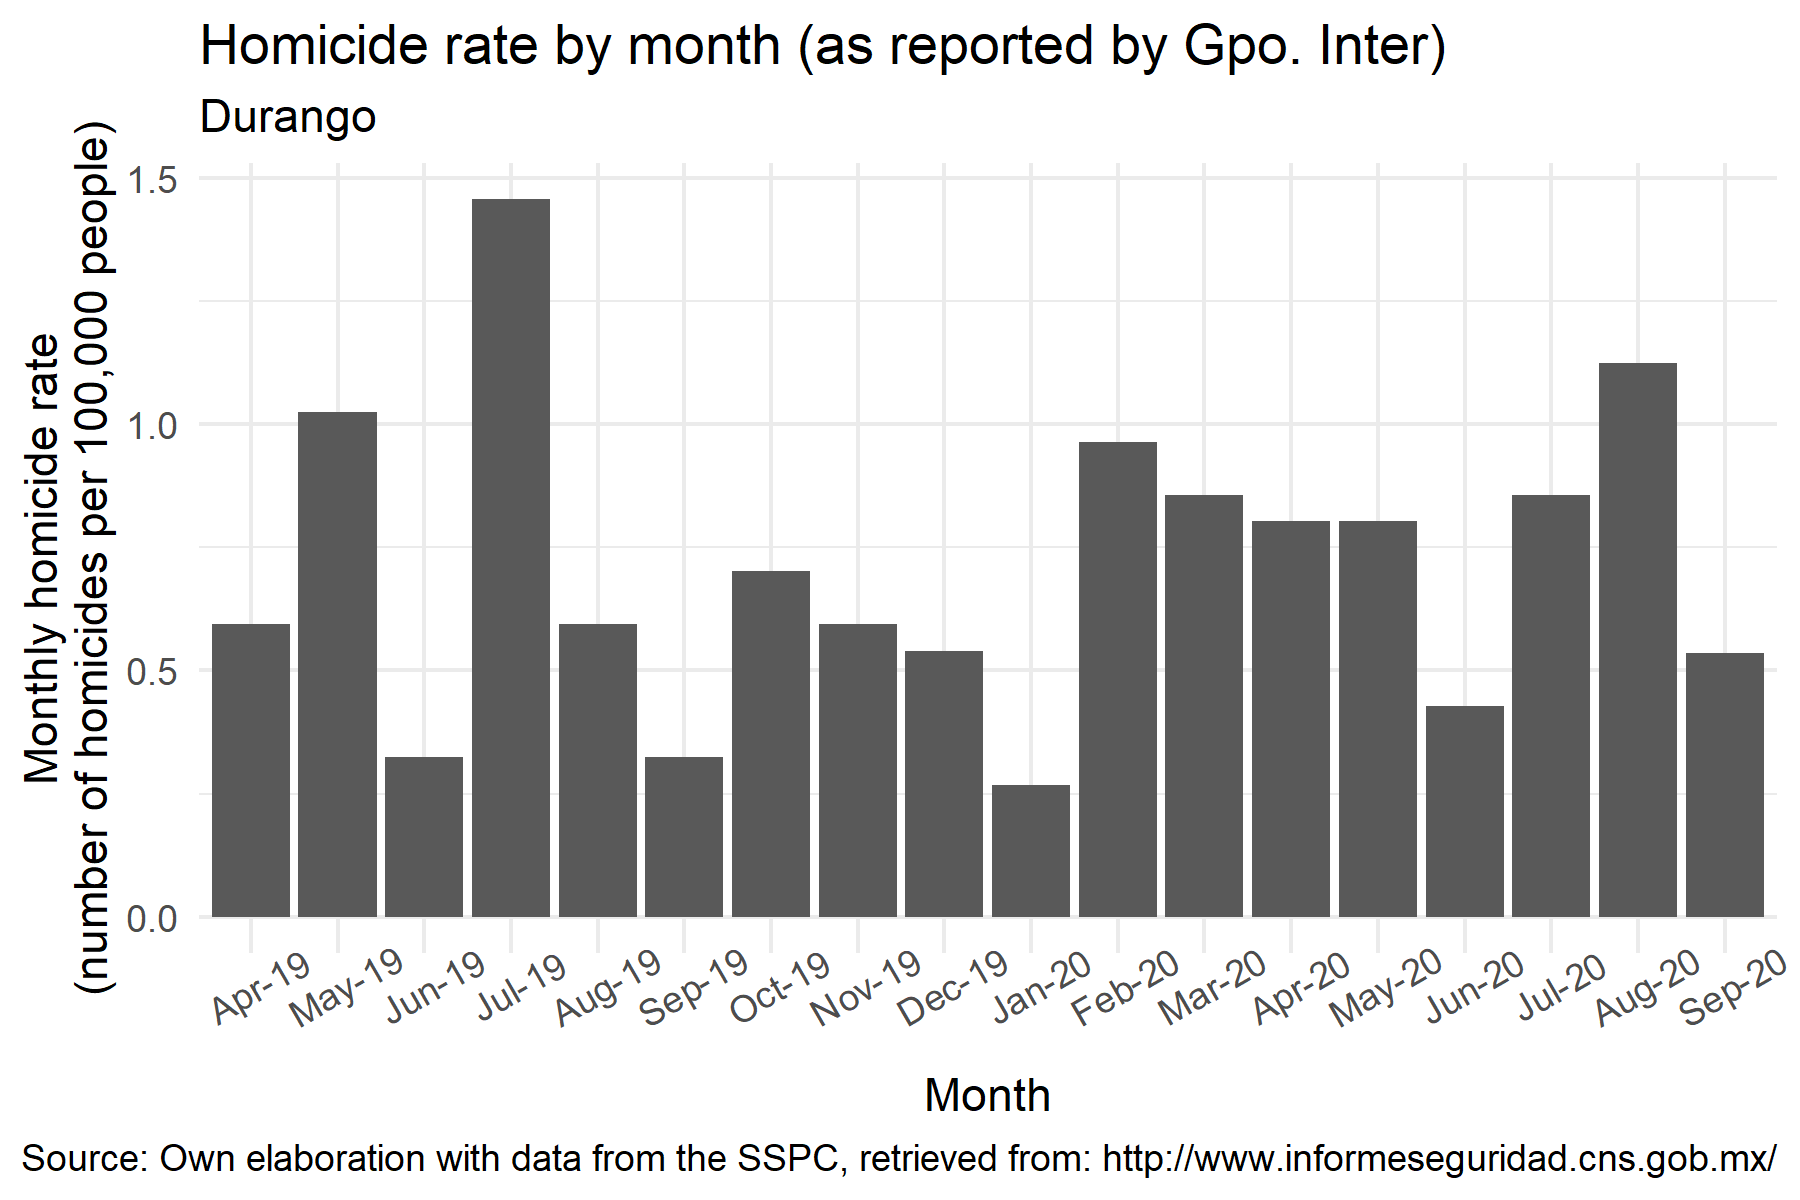 Homicide rate by month (as reported by Gpo. Inter)
Durango
Monthly homicide rate
(number of homicides per 100,000 people)
1.5
1.0
0.5
0.0
Apr-19
May-19
Jun-19
Jul-19
Aug-19
Sep-19
Oct-19
Nov-19
Dec-19
Jan-20
Feb-20
Mar-20
Apr-20
May-20
Jun-20
Jul-20
Aug-20
Sep-20
Month
Source: Own elaboration with data from the SSPC, retrieved from: http://www.informeseguridad.cns.gob.mx/